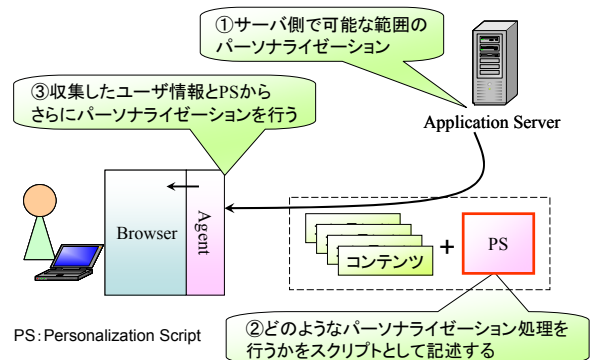 ①サーバ側で可能な範囲の
パーソナライゼーション
③収集したユーザ情報とPSから
さらにパーソナライゼーションを行う
Application Server
Browser
Agent
コンテンツ
+
PS
PS：Personalization Script
②どのようなパーソナライゼーション処理を
行うかをスクリプトとして記述する